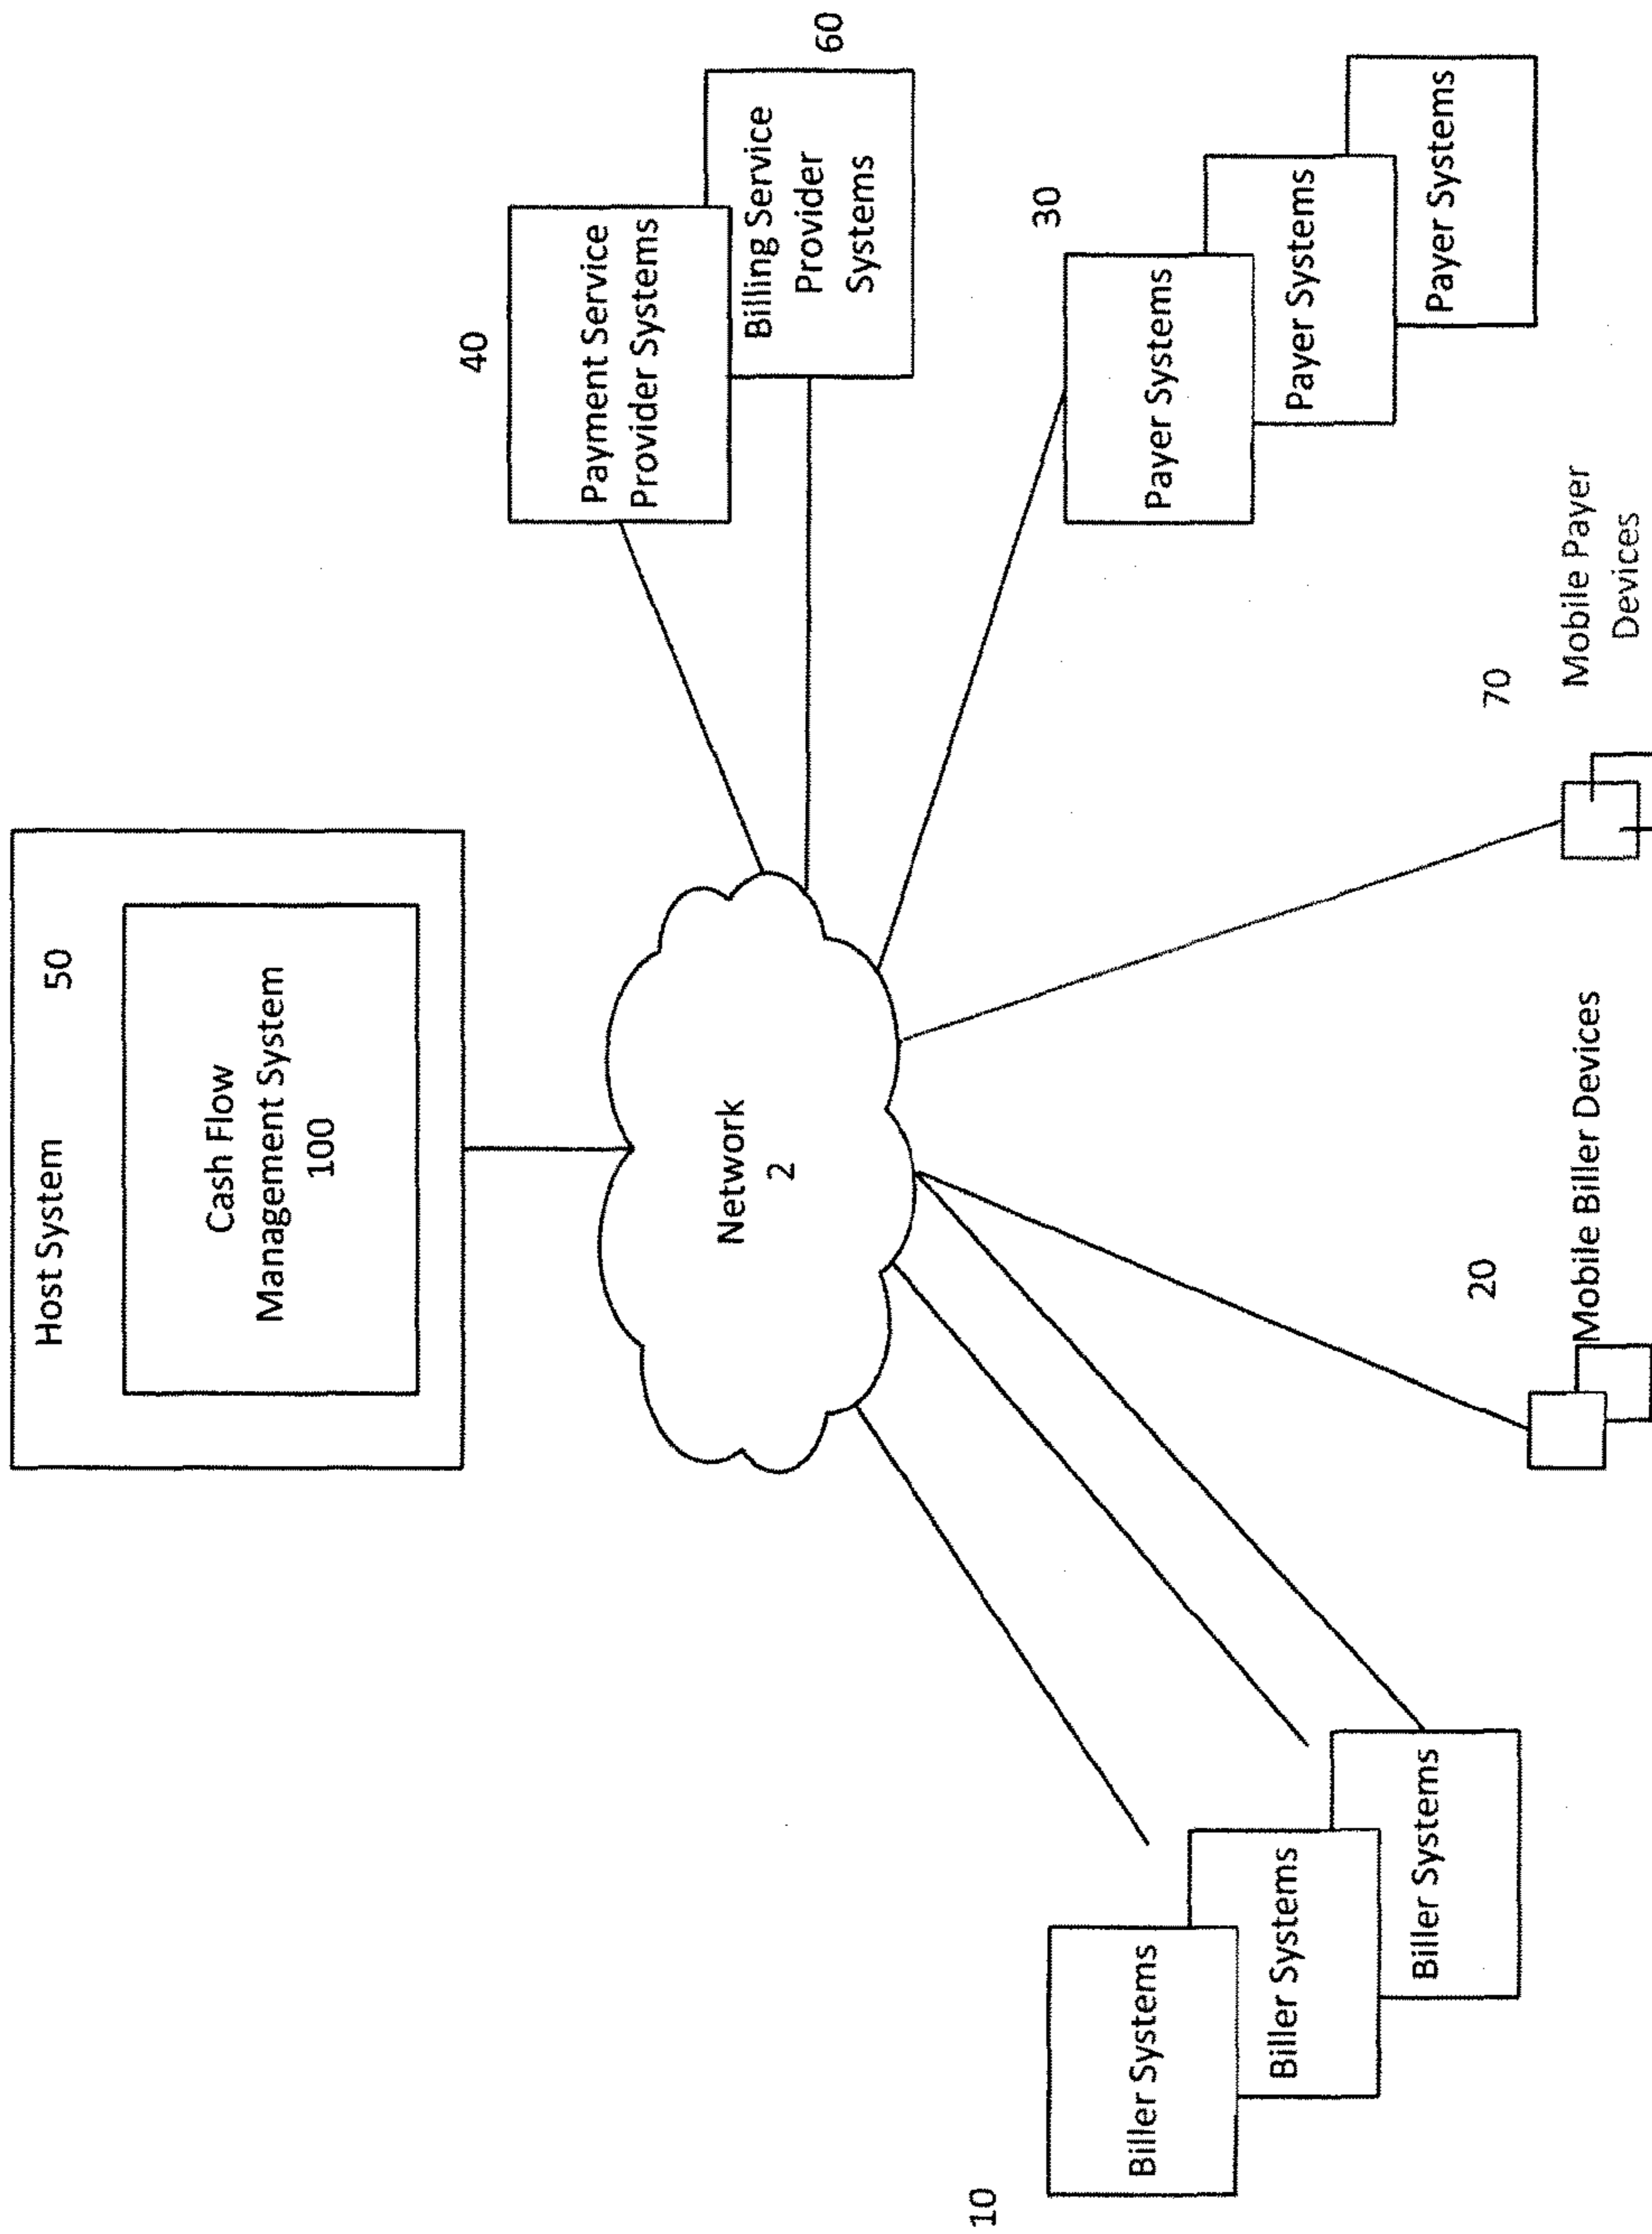 Host System
50
Cash Flow
Management System
100
40
Payment Service
Provider Systems
60
Billing Service
Provider
Systems
Network
2
10
Biller Systems
Biller Systems
Biller Systems
30
Payer Systems
Payer Systems
Payer Systems
20
Mobile Biller Devices
70
Mobile Payer
Devices